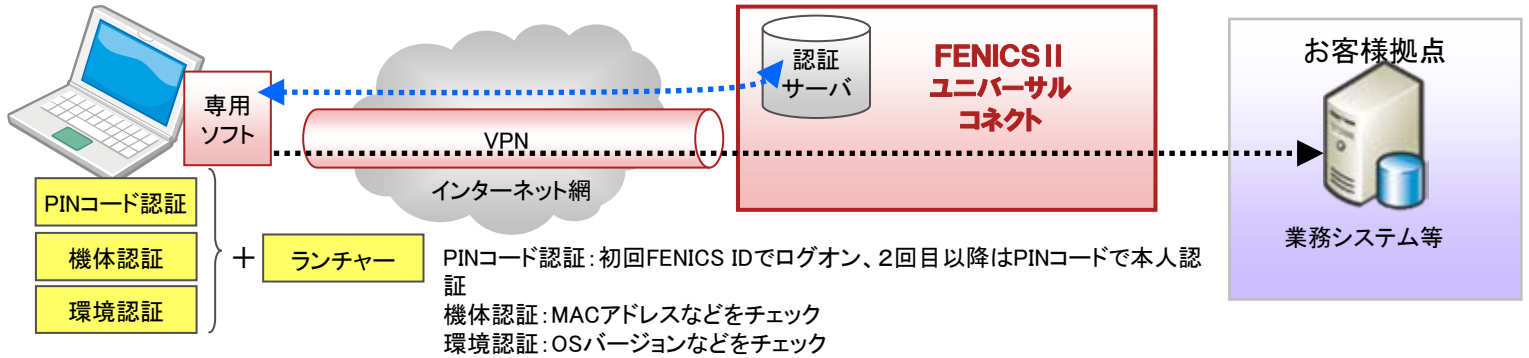 専用
ソフト
VPN
インターネット網
認証
サーバ
FENICSⅡ
ユニバーサル
コネクト
お客様拠点
業務システム等
PINコード認証
機体認証
環境認証
+
ランチャー
PINコード認証:初回FENICS IDでログオン、2回目以降はPINコードで本人認
証
機体認証:MACアドレスなどをチェック
環境認証:OSバージョンなどをチェック